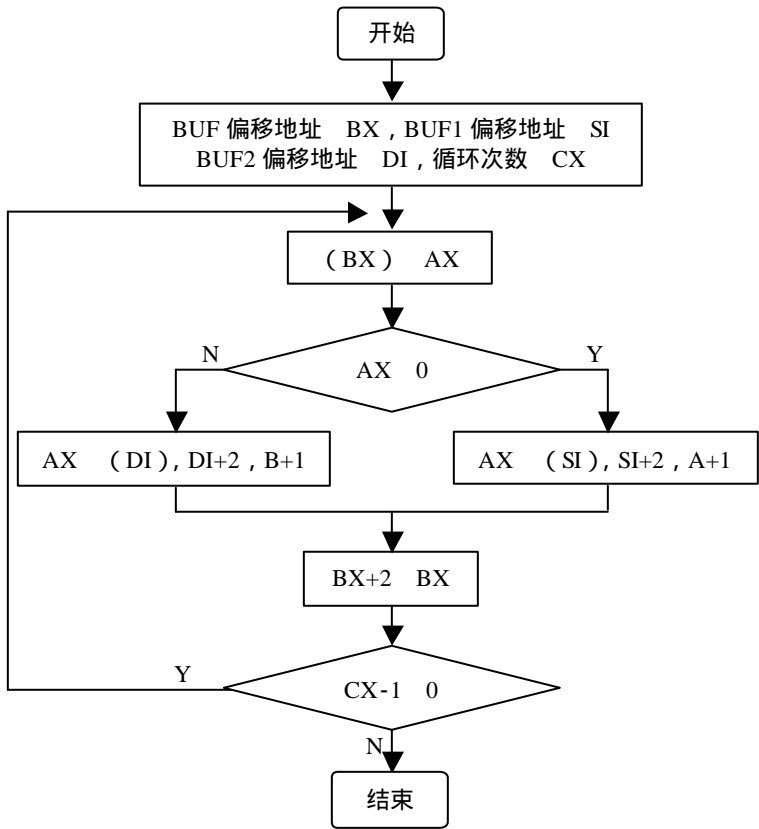 开始
BUF 偏移地址 BX，BUF1 偏移地址 SI
BUF2 偏移地址 DI，循环次数 CX
（BX） AX
N
Y
AX 0
AX （DI），DI+2，B+1
AX （SI），SI+2，A+1
BX+2 BX
Y
CX-1 0
N
结束